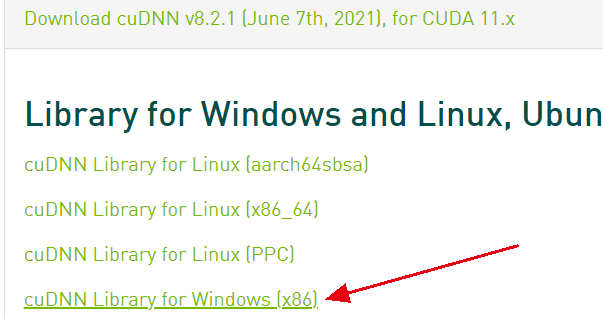 Download cuDNN v8.2.1 (June 7th, 2021), for CUDA 11.x
Library for Windows and Linux, Ubun
cuDNN Library for Linux (aarch64sbsa)
cuDNN Library for Linux (x86_64)
cuDNN Library for Linux (PPC)
cuDNN Library for Windows (x86)